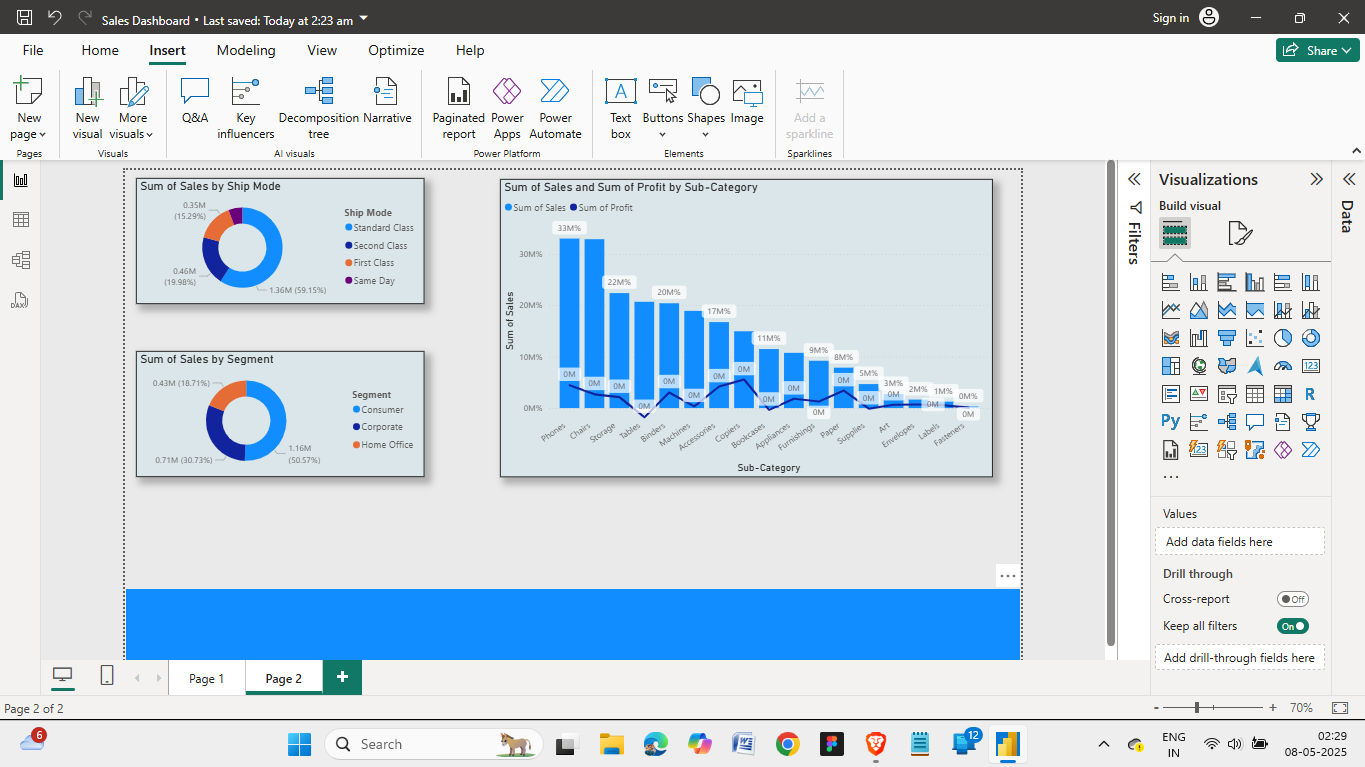 Sales Dashboard • Last saved: Today at 2:23 am
Sign in
File Home Insert Modeling View Optimize Help
Share
New page
New visual
More visuals
Q&A
Key influencers
Decomposition tree
Narrative
Paginated report
Power Apps
Power Automate
Text box
Buttons
Shapes
Image
Add a sparkline
Pages
Visuals
AI visuals
Power Platform
Elements
Sparklines
DAX
Sum of Sales by Ship Mode
0.35M
(15.29%)
0.46M
(19.98%)
1.36M (59.15%)
Ship Mode
Standard Class
Second Class
First Class
Same Day
Sum of Sales by Segment
0.43M (18.71%)
0.71M (30.73%)
1.16M
(50.57%)
Segment
Consumer
Corporate
Home Office
Sum of Sales and Sum of Profit by Sub-Category
Sum of Sales Sum of Profit
Sum of Sales
30M%
20M%
10M%
0M%
33M% 22M% 20M% 17M% 11M% 9M% 8M% 5M% 3M% 2M% 1M% 0M%
0M 0M 0M 0M 0M 0M 0M 0M 0M 0M 0M 0M 0M 0M 0M 0M
Phones Chairs Storage Tables Binders Machines Accessories Copiers Bookcases Appliances Furnishings Paper Supplies Art Envelopes Labels Fasteners
Sub-Category
Filters
Visualizations
Build visual
123
R
Py
123
...
Values
Add data fields here
Drill through
Cross-report
Off
Keep all filters
On
Add drill-through fields here
Data
Page 1
Page 2
+
Page 2 of 2
- + 70%
6
Search
12
ENG
IN
02:29
08-05-2025